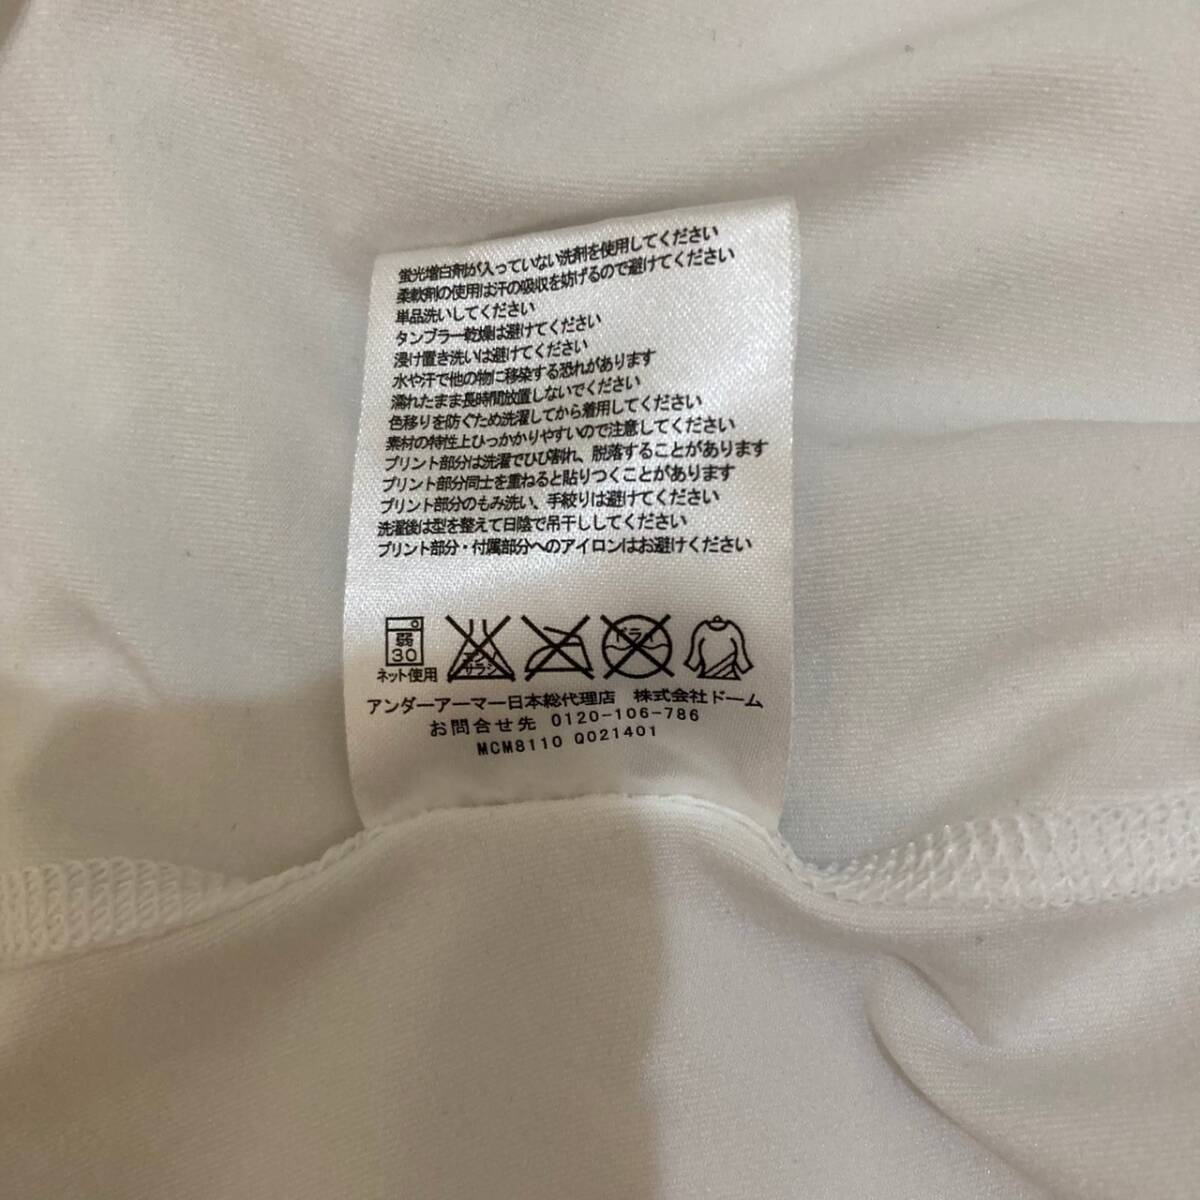 蛍光増白剤が入っていない洗剤を使用してください
柔軟剤の使用は汗の吸収を妨げるので避けてください
単品洗いしてください
タンブラー乾燥は避けてください
浸け置き洗いは避けてください
水や汗で他の物に移染する恐れがあります
濡れたまま長時間放置しないでください
色移りを防ぐため洗濯してから着用してください
素材の特性上ひっかかりやすいので注意してください
プリント部分は洗濯でひび割れ、脱落することがあります
プリント部分同士を重ねると貼りつくことがあります
プリント部分のもみ洗い、手絞りは避けてください
洗濯後は型を整えて日陰で吊干ししてください
プリント部分・付属部分へのアイロンはお避けください
弱
30
エンソ
サラシ
ドライ
ネット使用
アンダーアーマー日本総代理店 株式会社ドーム
お問合せ先 0120-106-786
MCM8110 Q021401